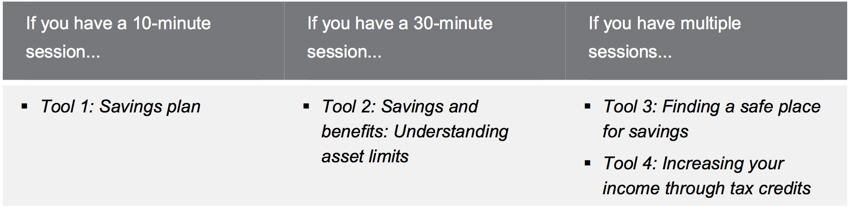 If you have a 10-minute
session...
If you have a 30-minute
session...
If you have multiple
sessions...
▪ Tool 1: Savings plan
▪ Tool 2: Savings and
benefits: Understanding
asset limits
▪ Tool 3: Finding a safe place
for savings
▪ Tool 4: Increasing your
income through tax credits